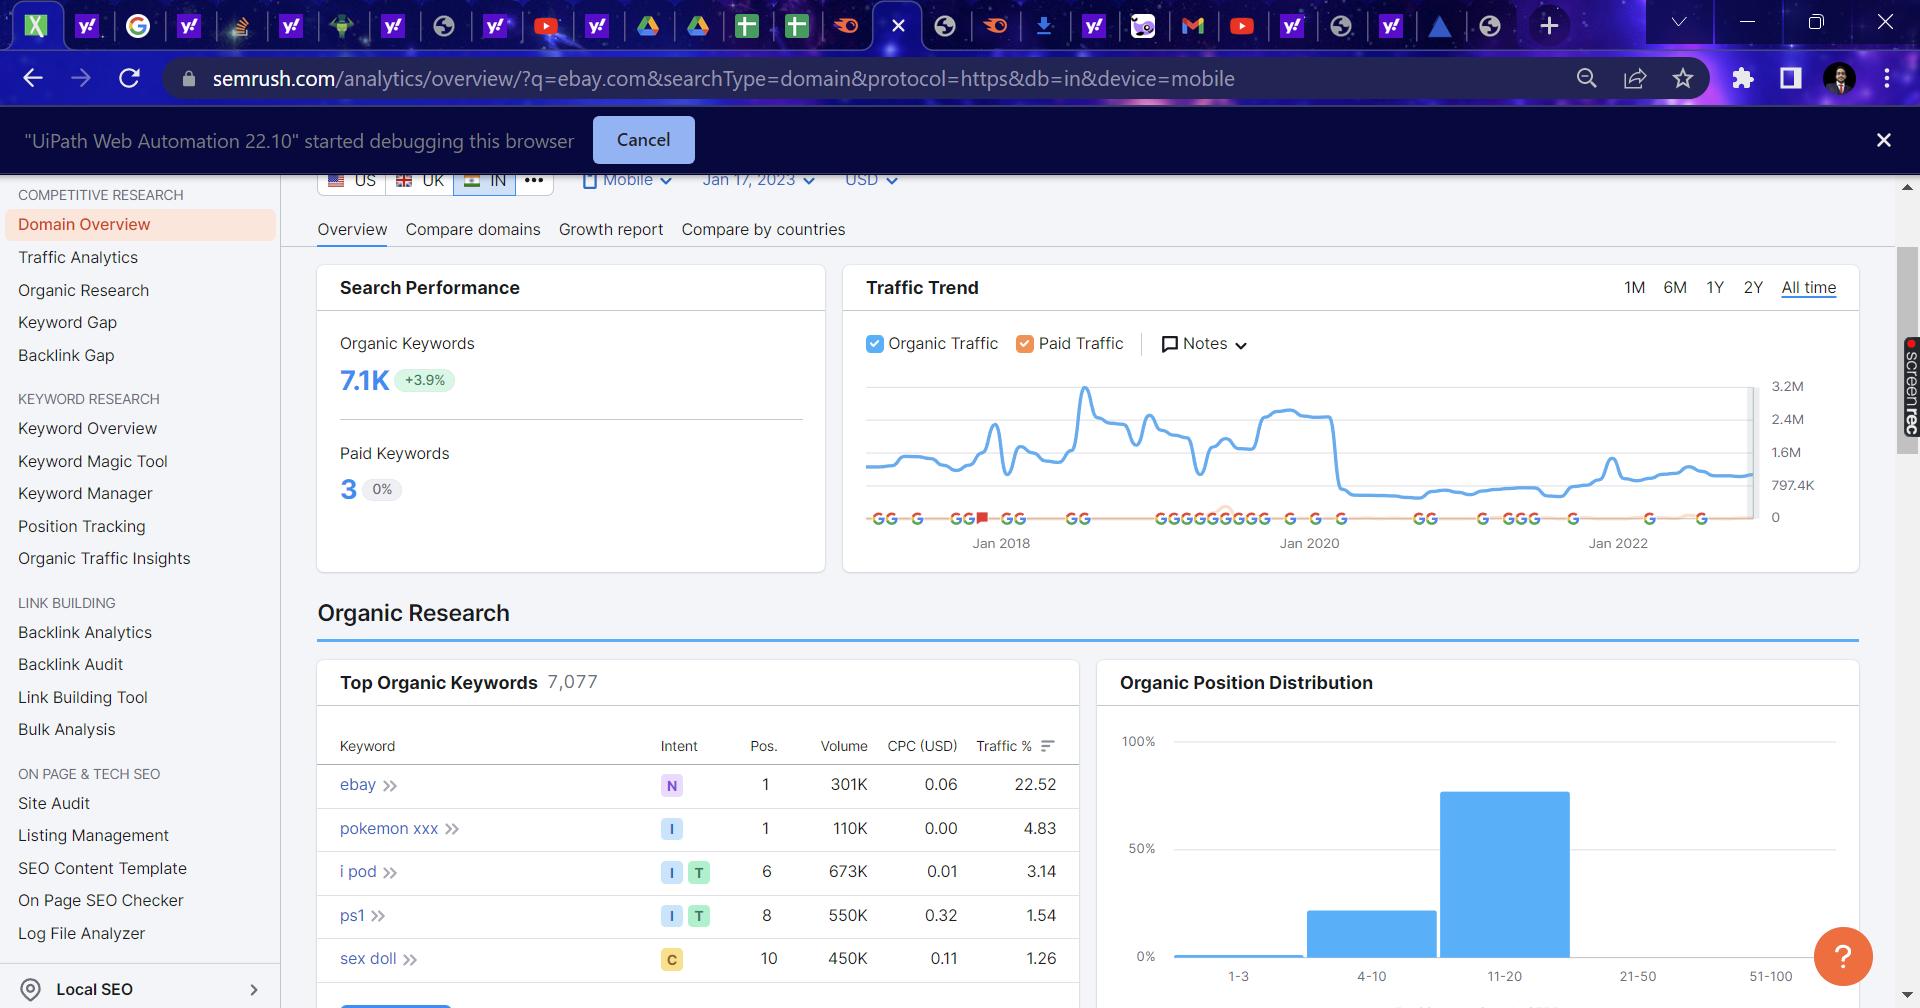 semrush.com/analytics/overview/?q=ebay.com&searchType=domain&protocol=https&db=in&device=mobile
"UiPath Web Automation 22.10" started debugging this browser
Cancel
COMPETITIVE RESEARCH
Domain Overview
Traffic Analytics
Organic Research
Keyword Gap
Backlink Gap
KEYWORD RESEARCH
Keyword Overview
Keyword Magic Tool
Keyword Manager
Position Tracking
Organic Traffic Insights
LINK BUILDING
Backlink Analytics
Backlink Audit
Link Building Tool
Bulk Analysis
ON PAGE & TECH SEO
Site Audit
Listing Management
SEO Content Template
On Page SEO Checker
Log File Analyzer
Local SEO
US UK IN Mobile Jan 17, 2023 USD
Overview Compare domains Growth report Compare by countries
Search Performance
Organic Keywords
7.1K +3.9%
Paid Keywords
3 0%
Traffic Trend 1M 6M 1Y 2Y All time
Organic Traffic Paid Traffic Notes
3.2M
2.4M
1.6M
797.4K
0
Jan 2018 Jan 2020 Jan 2022
Organic Research
Top Organic Keywords 7,077
Keyword Intent Pos. Volume CPC (USD) Traffic %
ebay N 1 301K 0.06 22.52
pokemon xxx I 1 110K 0.00 4.83
i pod I T 6 673K 0.01 3.14
ps1 I T 8 550K 0.32 1.54
sex doll C 10 450K 0.11 1.26
Organic Position Distribution
100%
50%
0%
1-3 4-10 11-20 21-50 51-100
?
screenrec